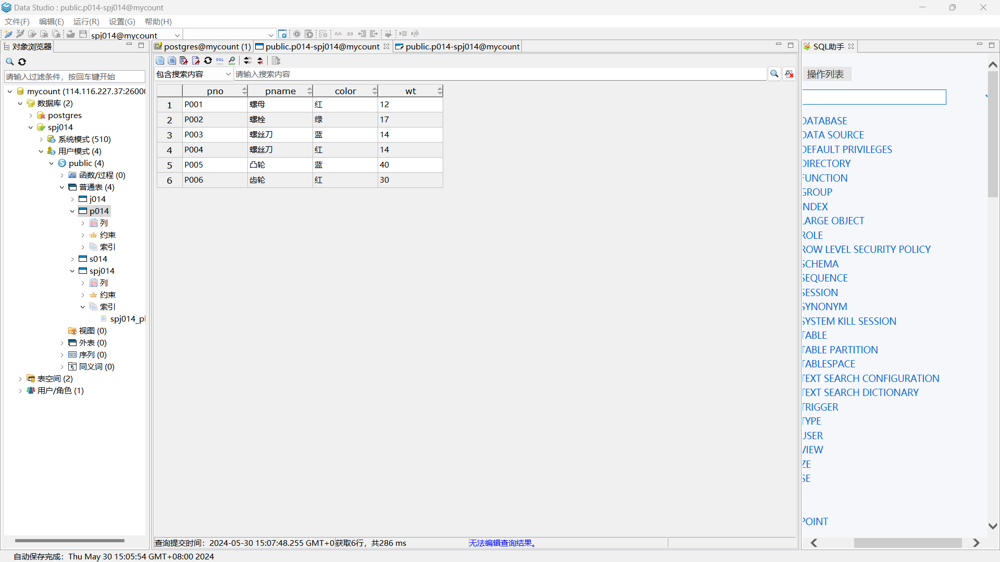 Data Studio : public.p014-spj014@mycount
文件(F) 编辑(E) 运行(R) 设置(G) 帮助(H)
spj014@mycount
对象浏览器
请输入过滤条件，按回车键开始
mycount (114.116.227.37:26000
数据库 (2)
postgres
spj014
系统模式 (510)
用户模式 (4)
public (4)
函数/过程 (0)
普通表 (4)
j014
p014
列
约束
索引
s014
spj014
列
约束
索引
spj014_p
视图 (0)
外表 (0)
序列 (0)
同义词 (0)
表空间 (2)
用户/角色 (1)
postgres@mycount (1) public.p014-spj014@mycount public.p014-spj014@mycount
包含搜索内容 请输入搜索内容
pno pname color wt
1 P001 螺母 红 12
2 P002 螺栓 绿 17
3 P003 螺丝刀 蓝 14
4 P004 螺丝刀 红 14
5 P005 凸轮 蓝 40
6 P006 齿轮 红 30
查询提交时间：2024-05-30 15:07:48.255 GMT+0 获取6行，共286 ms 无法编辑查询结果。
SQL助手
操作列表
DATABASE
DATA SOURCE
DEFAULT PRIVILEGES
DIRECTORY
FUNCTION
GROUP
INDEX
LARGE OBJECT
ROLE
ROW LEVEL SECURITY POLICY
SCHEMA
SEQUENCE
SESSION
SYNONYM
SYSTEM KILL SESSION
TABLE
TABLE PARTITION
TABLESPACE
TEXT SEARCH CONFIGURATION
TEXT SEARCH DICTIONARY
TRIGGER
TYPE
USER
VIEW
ZE
SE
POINT
自动保存完成：Thu May 30 15:05:54 GMT+08:00 2024